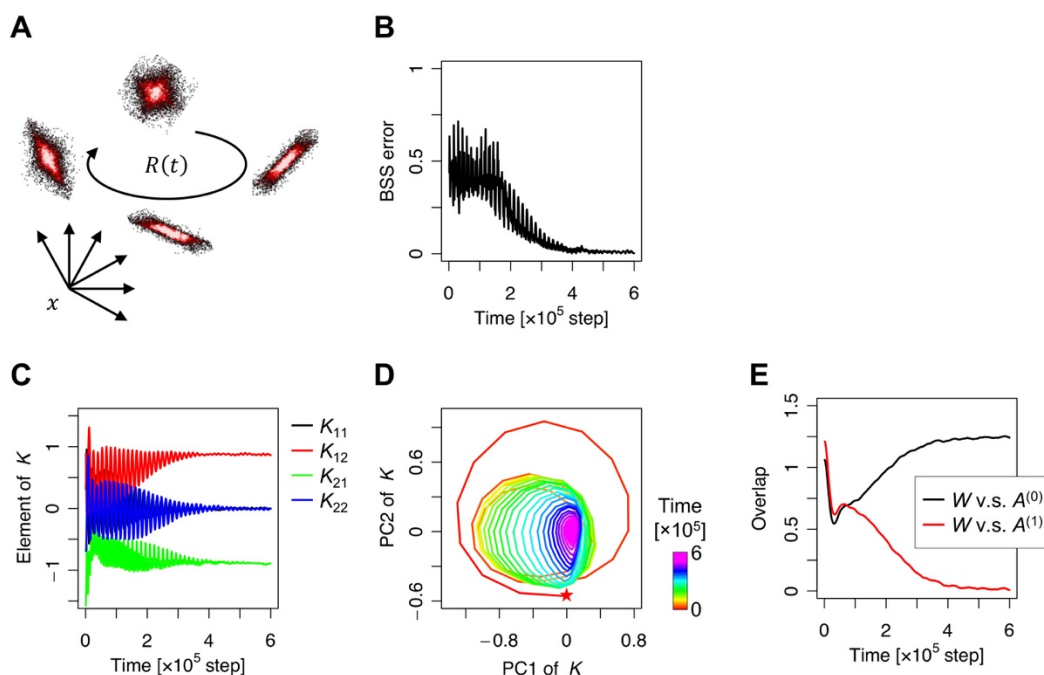 A
R(t)
x
B
BSS error
1
0.5
0
0 2 4 6
Time [×10⁵ step]
C
Element of K
1
0
−1
0 2 4 6
Time [×10⁵ step]
K₁₁
K₁₂
K₂₁
K₂₂
D
PC2 of K
0.6
0
−0.6
−0.8 0 0.8
PC1 of K
Time
[×10⁵]
6
0
E
Overlap
1.5
1
0.5
0
0 2 4 6
Time [×10⁵ step]
W v.s. A⁽⁰⁾
W v.s. A⁽¹⁾